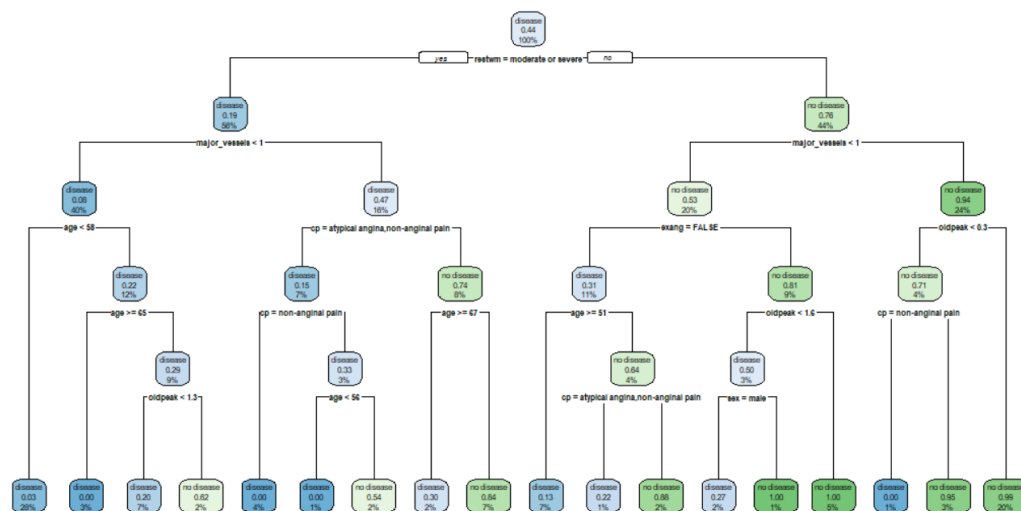 disease
0.44
100%
yes restwm = moderate or severe no
disease
0.19
56%
no disease
0.76
44%
major_vessels < 1
major_vessels < 1
disease
0.08
40%
disease
0.47
16%
no disease
0.53
20%
no disease
0.94
24%
age < 58
cp = atypical angina,non-anginal pain
exang = FALSE
oldpeak < 0.3
disease
0.22
12%
disease
0.15
7%
no disease
0.74
8%
disease
0.31
11%
no disease
0.81
9%
no disease
0.71
4%
age >= 65
cp = non-anginal pain
age >= 67
age >= 51
oldpeak < 1.6
cp = non-anginal pain
disease
0.29
9%
disease
0.33
3%
no disease
0.64
4%
disease
0.50
3%
oldpeak < 1.3
age < 56
cp = atypical angina,non-anginal pain
sex = male
disease
0.03
28%
disease
0.00
3%
disease
0.20
7%
no disease
0.62
2%
disease
0.00
4%
disease
0.00
1%
no disease
0.54
2%
disease
0.30
2%
no disease
0.84
7%
disease
0.13
7%
disease
0.22
1%
no disease
0.88
2%
disease
0.27
2%
no disease
1.00
1%
no disease
1.00
5%
disease
0.00
1%
no disease
0.95
3%
no disease
0.99
20%